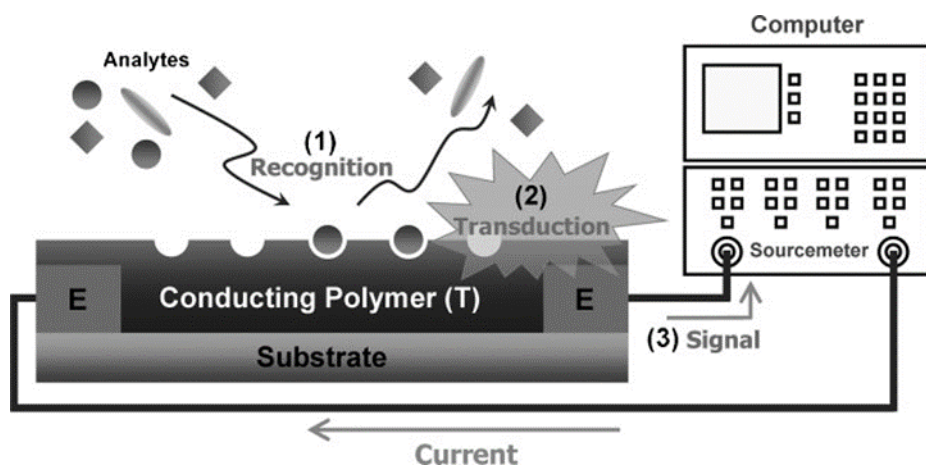 Computer
Analytes
(1)
Recognition
(2)
Transduction
Sourcemeter
E
Conducting Polymer (T)
E
(3) Signal
Substrate
Current